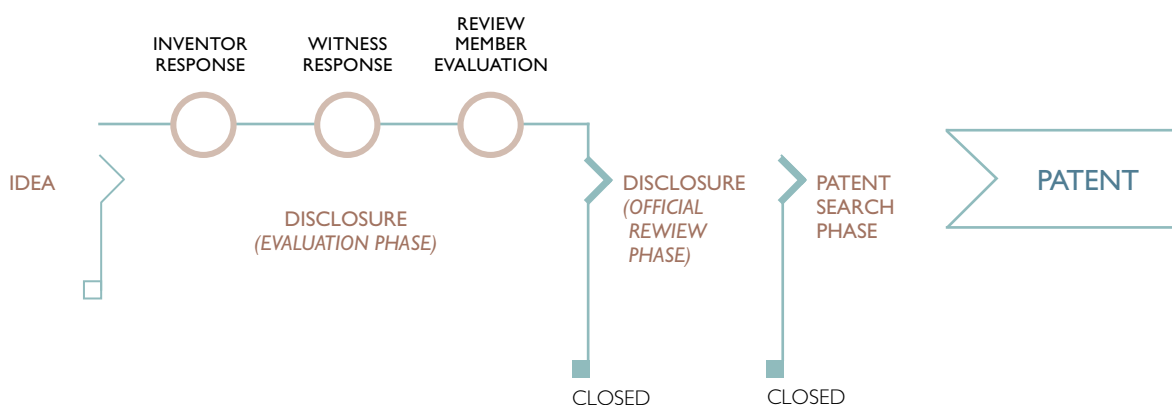 INVENTOR
RESPONSE
WITNESS
RESPONSE
REVIEW
MEMBER
EVALUATION
IDEA
DISCLOSURE
(EVALUATION PHASE)
DISCLOSURE
(OFFICIAL
REWIEW
PHASE)
CLOSED
PATENT
SEARCH
PHASE
CLOSED
PATENT